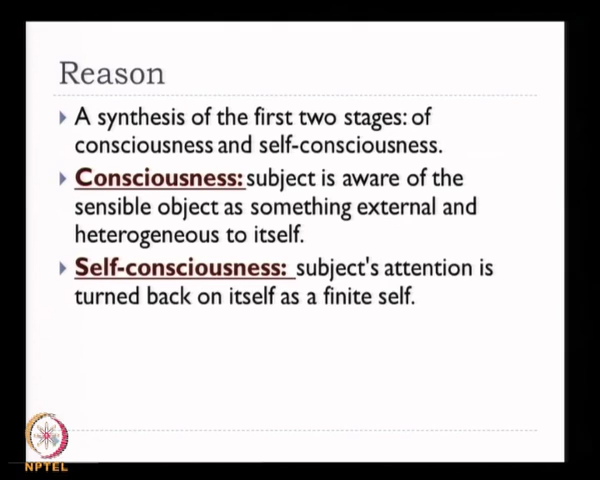 Reason
A synthesis of the first two stages: of
consciousness and self-consciousness.
Consciousness: subject is aware of the
sensible object as something external and
heterogeneous to itself.
Self-consciousness: subject's attention is
turned back on itself as a finite self.
NPTEL